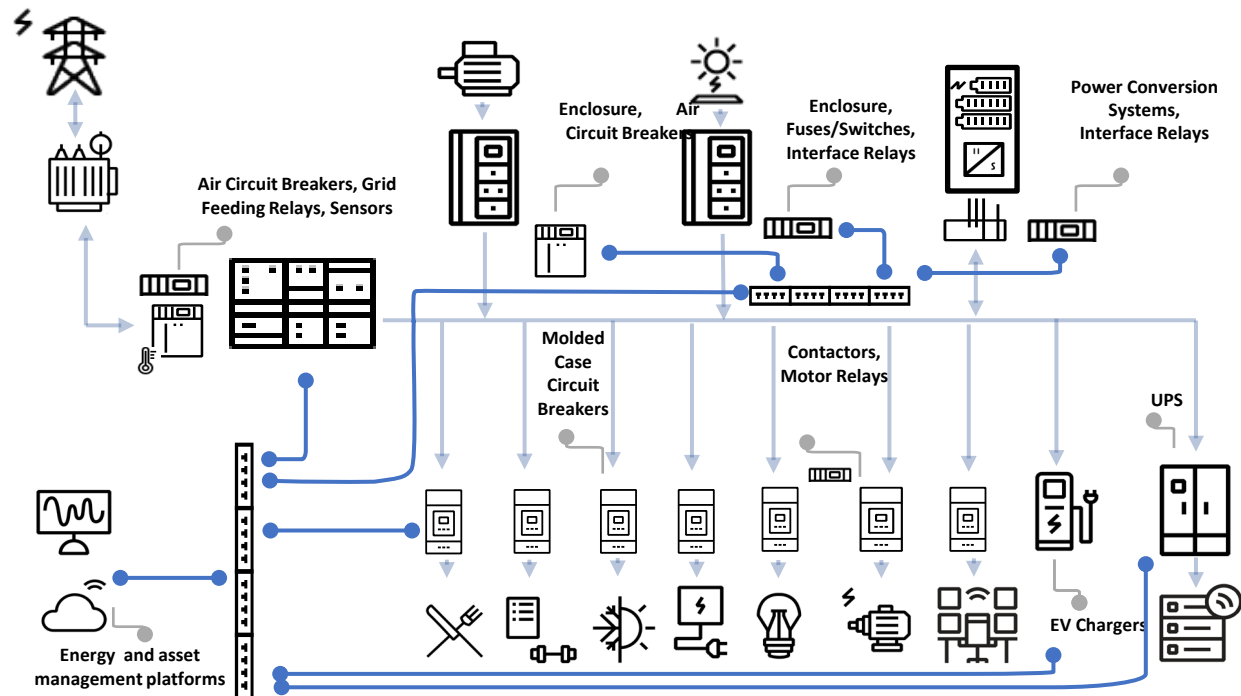 Air Circuit Breakers, Grid
Feeding Relays, Sensors
Enclosure, Air
Circuit Breakers
Enclosure,
Fuses/Switches,
Interface Relays
Power Conversion
Systems,
Interface Relays
Molded
Case
Circuit
Breakers
Contactors,
Motor Relays
UPS
EV Chargers
Energy and asset
management platforms